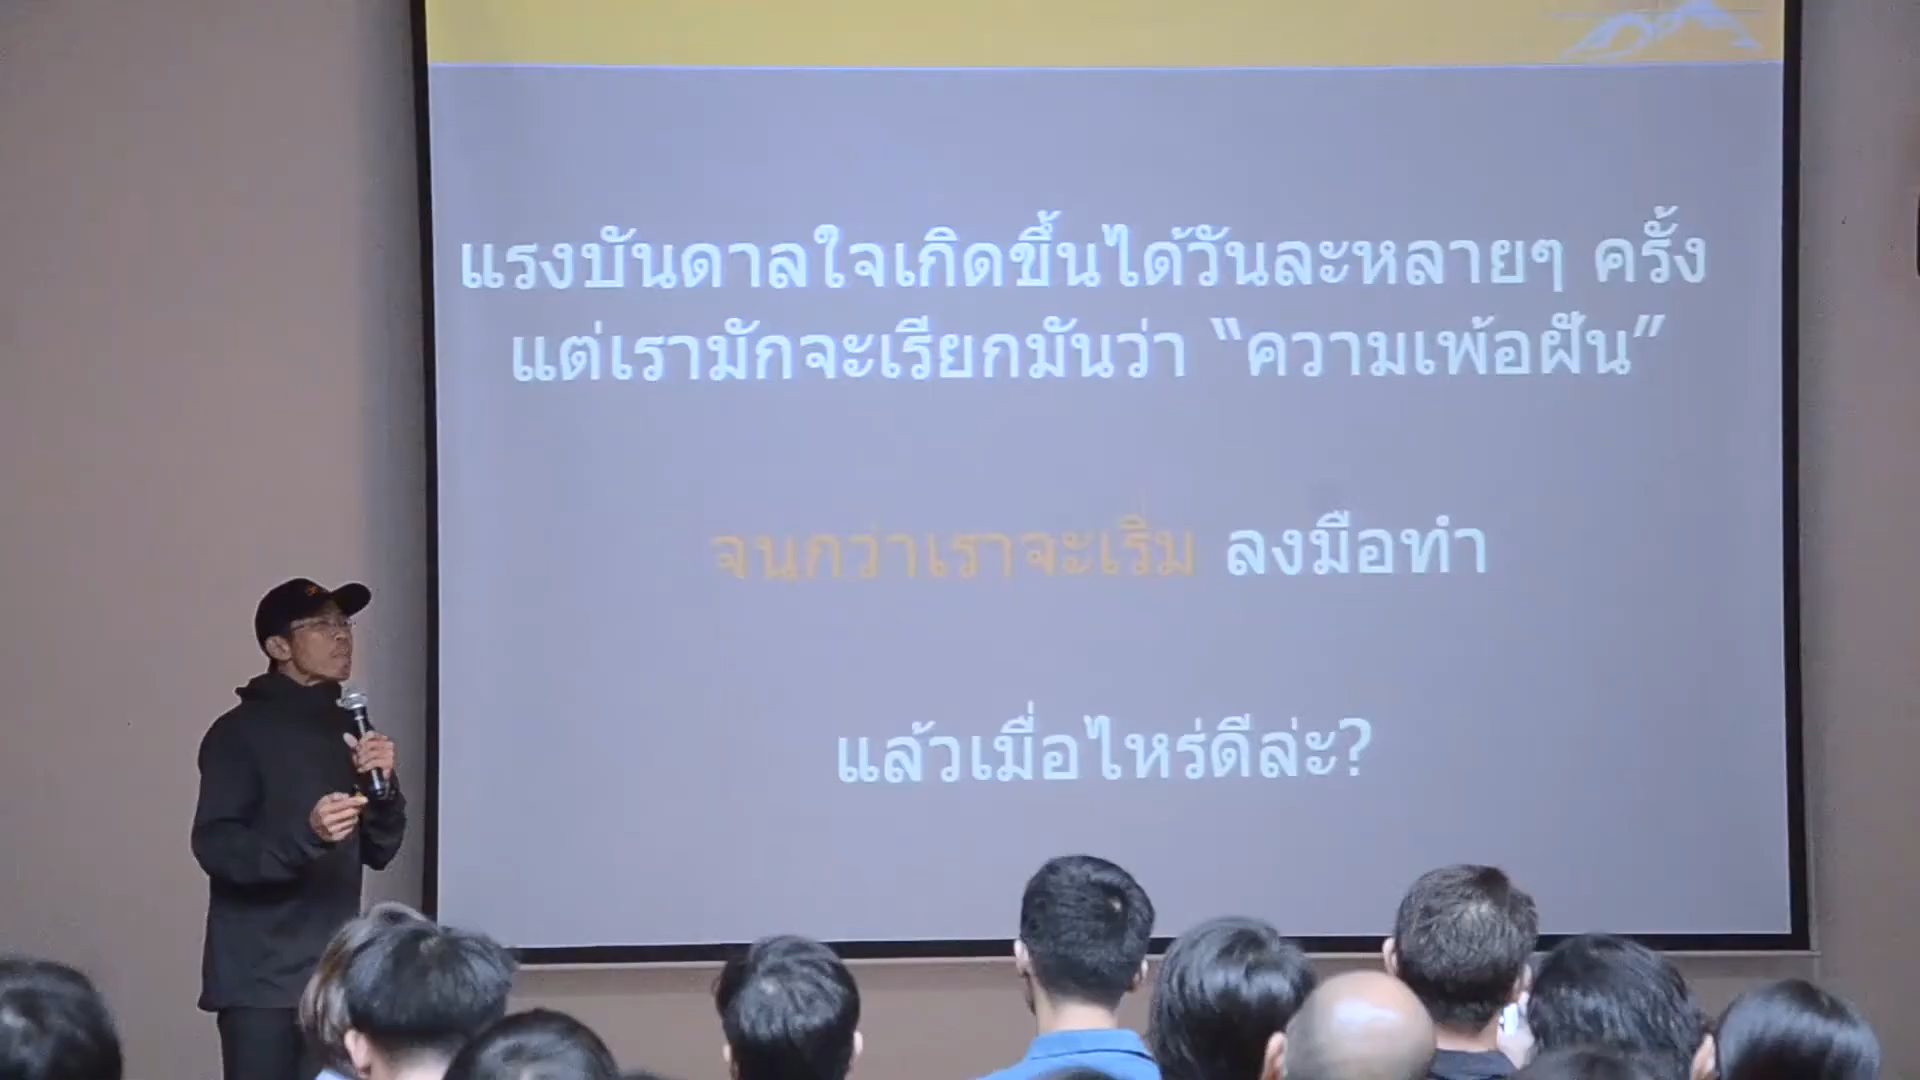 แรงบันดาลใจเกิดขึ้นได้วันละหลายๆ ครั้ง
แต่เรามักจะเรียกมันว่า “ความเพ้อฝัน”
จนกว่าเราจะเริ่ม ลงมือทำ
แล้วเมื่อไหร่ดีล่ะ?